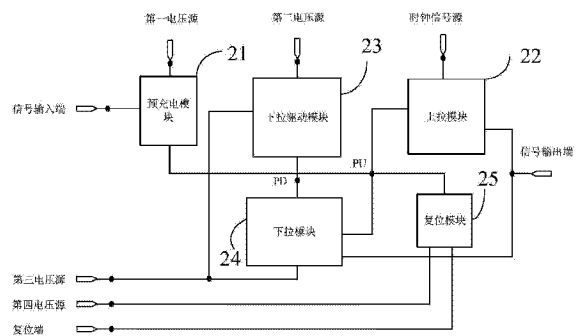 第一电压源
第二电压源
时钟信号源
21
23
22
信号输入端
预充电模块
下拉驱动模块
上拉模块
信号输出端
PD
PU
25
下拉模块
复位模块
24
第三电压源
第四电压源
复位端